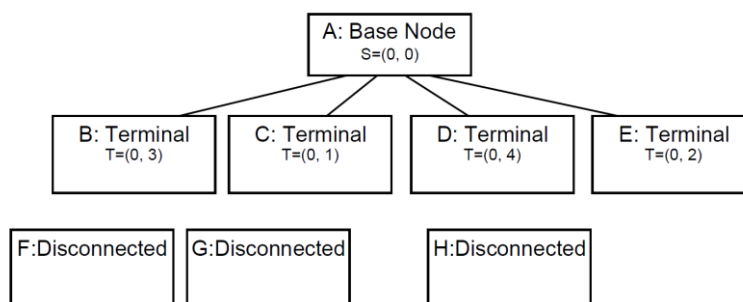 A: Base Node
S=(0, 0)
B: Terminal
T=(0, 3)
C: Terminal
T=(0, 1)
D: Terminal
T=(0, 4)
E: Terminal
T=(0, 2)
F:Disconnected
G:Disconnected
H:Disconnected